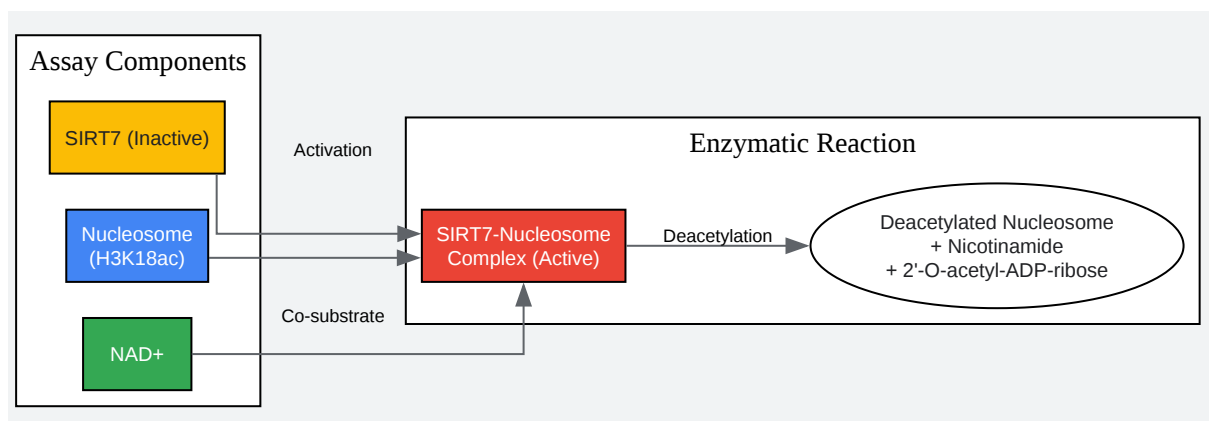 Assay Components
SIRT7 (Inactive)
Nucleosome
(H3K18ac)
NAD+
Activation
Co-substrate
Enzymatic Reaction
SIRT7-Nucleosome
Complex (Active)
Deacetylation
Deacetylated Nucleosome
+ Nicotinamide
+ 2'-O-acetyl-ADP-ribose